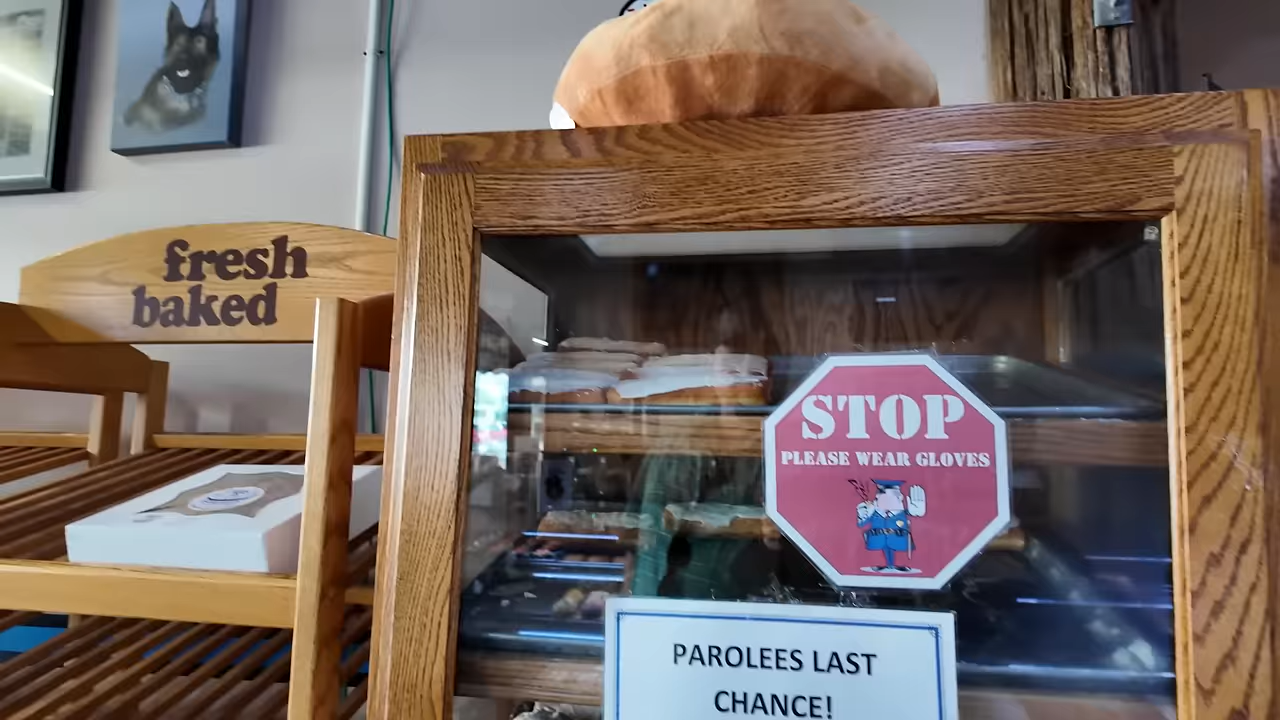 fresh
baked
STOP
PLEASE WEAR GLOVES
PAROLEES LAST
CHANCE!